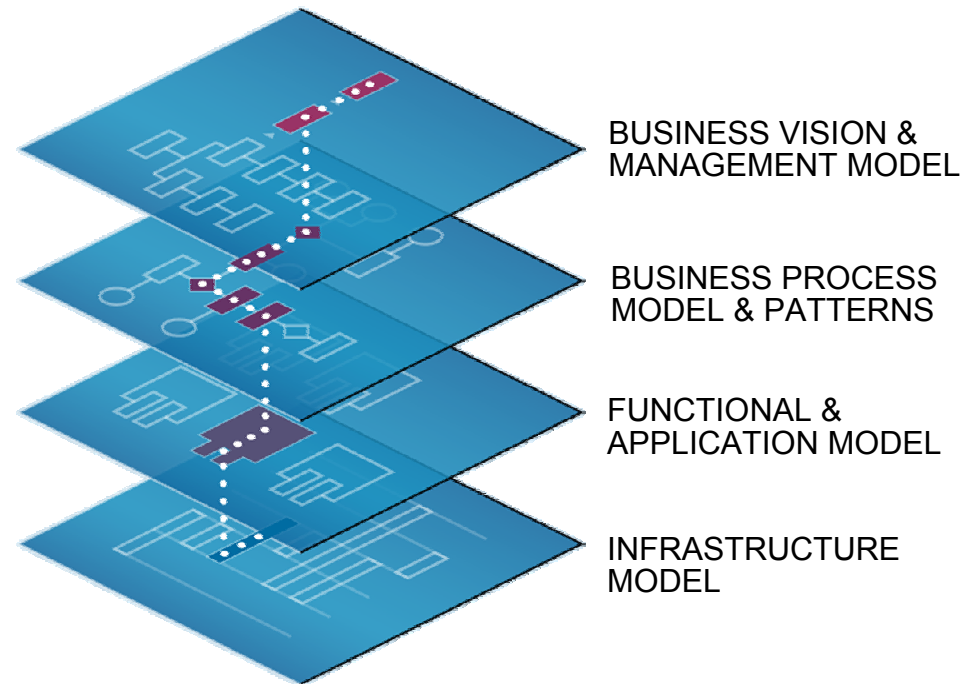 BUSINESS VISION &
MANAGEMENT MODEL
BUSINESS PROCESS
MODEL & PATTERNS
FUNCTIONAL &
APPLICATION MODEL
INFRASTRUCTURE
MODEL